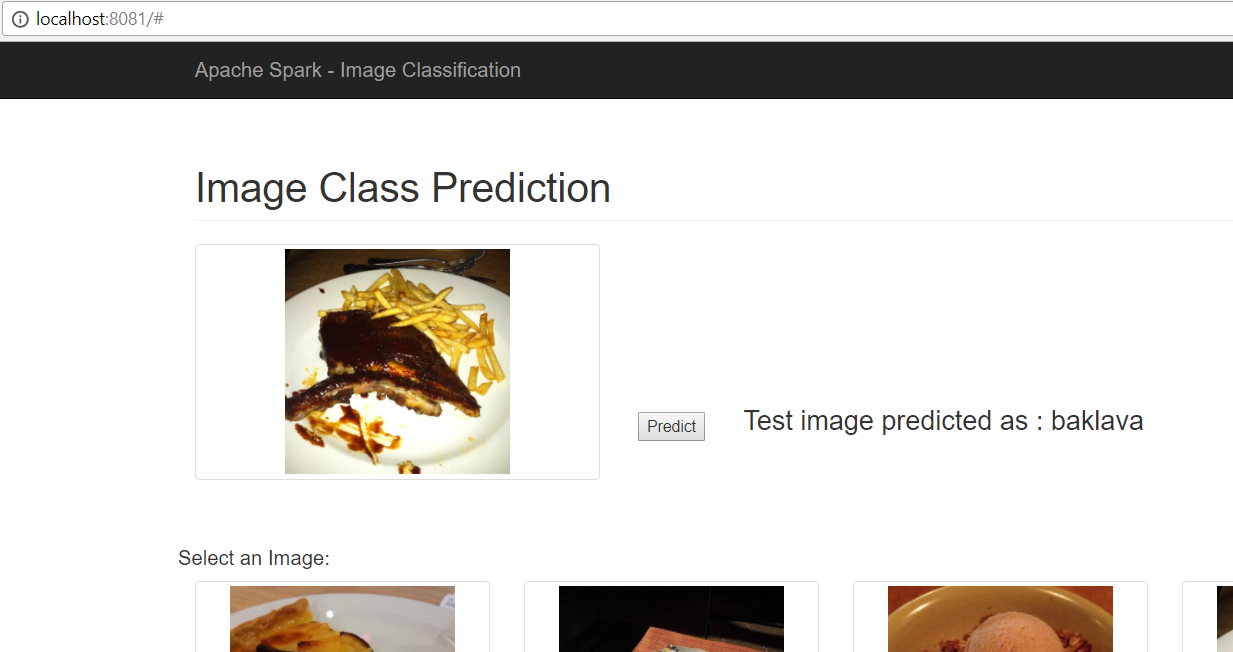 localhost:8081/#
Apache Spark - Image Classification
Image Class Prediction
Predict
Test image predicted as : baklava
Select an Image: